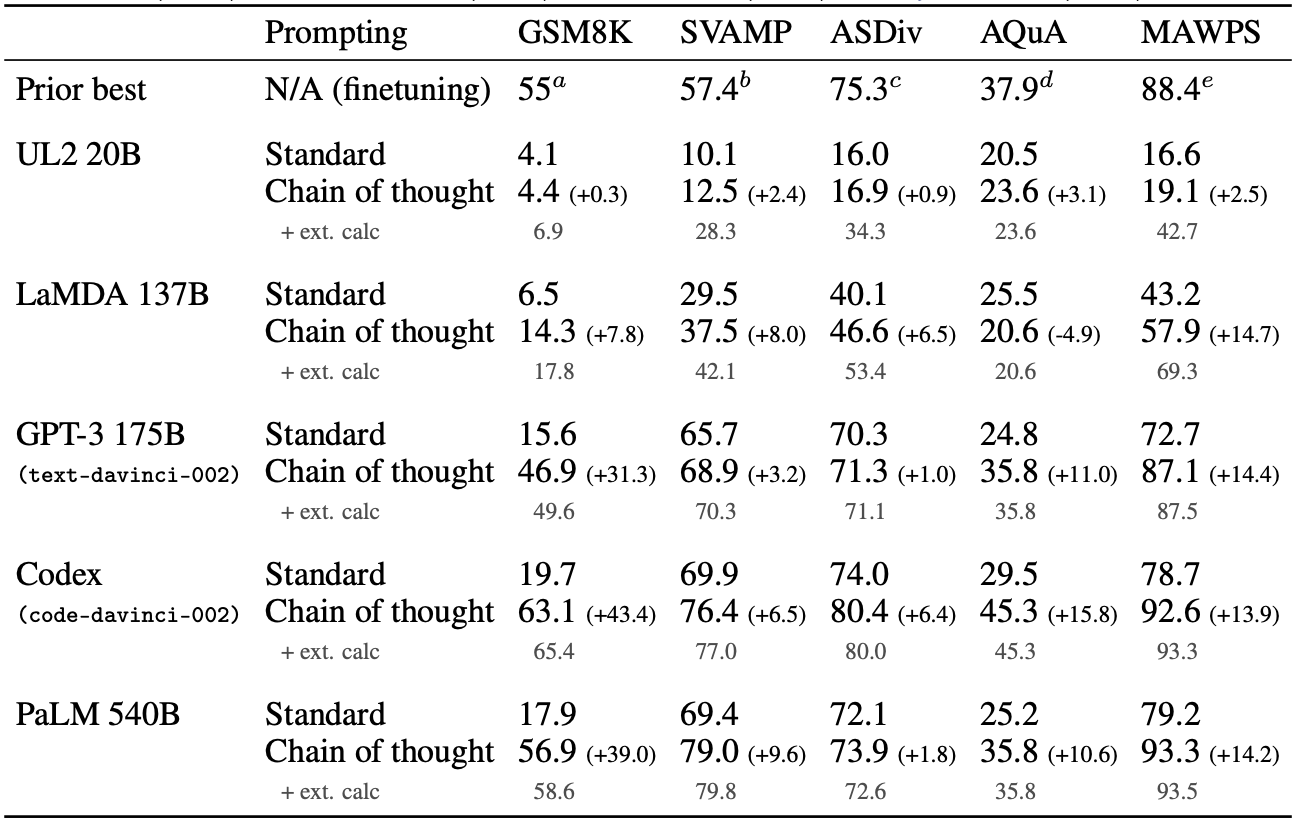 Prompting GSM8K SVAMP ASDiv AQuA MAWPS
Prior best N/A (finetuning) 55a 57.4b 75.3c 37.9d 88.4e
UL2 20B Standard 4.1 10.1 16.0 20.5 16.6
Chain of thought 4.4 (+0.3) 12.5 (+2.4) 16.9 (+0.9) 23.6 (+3.1) 19.1 (+2.5)
+ ext. calc 6.9 28.3 34.3 23.6 42.7
LaMDA 137B Standard 6.5 29.5 40.1 25.5 43.2
Chain of thought 14.3 (+7.8) 37.5 (+8.0) 46.6 (+6.5) 20.6 (-4.9) 57.9 (+14.7)
+ ext. calc 17.8 42.1 53.4 20.6 69.3
GPT-3 175B Standard 15.6 65.7 70.3 24.8 72.7
(text-davinci-002) Chain of thought 46.9 (+31.3) 68.9 (+3.2) 71.3 (+1.0) 35.8 (+11.0) 87.1 (+14.4)
+ ext. calc 49.6 70.3 71.1 35.8 87.5
Codex Standard 19.7 69.9 74.0 29.5 78.7
(code-davinci-002) Chain of thought 63.1 (+43.4) 76.4 (+6.5) 80.4 (+6.4) 45.3 (+15.8) 92.6 (+13.9)
+ ext. calc 65.4 77.0 80.0 45.3 93.3
PaLM 540B Standard 17.9 69.4 72.1 25.2 79.2
Chain of thought 56.9 (+39.0) 79.0 (+9.6) 73.9 (+1.8) 35.8 (+10.6) 93.3 (+14.2)
+ ext. calc 58.6 79.8 72.6 35.8 93.5